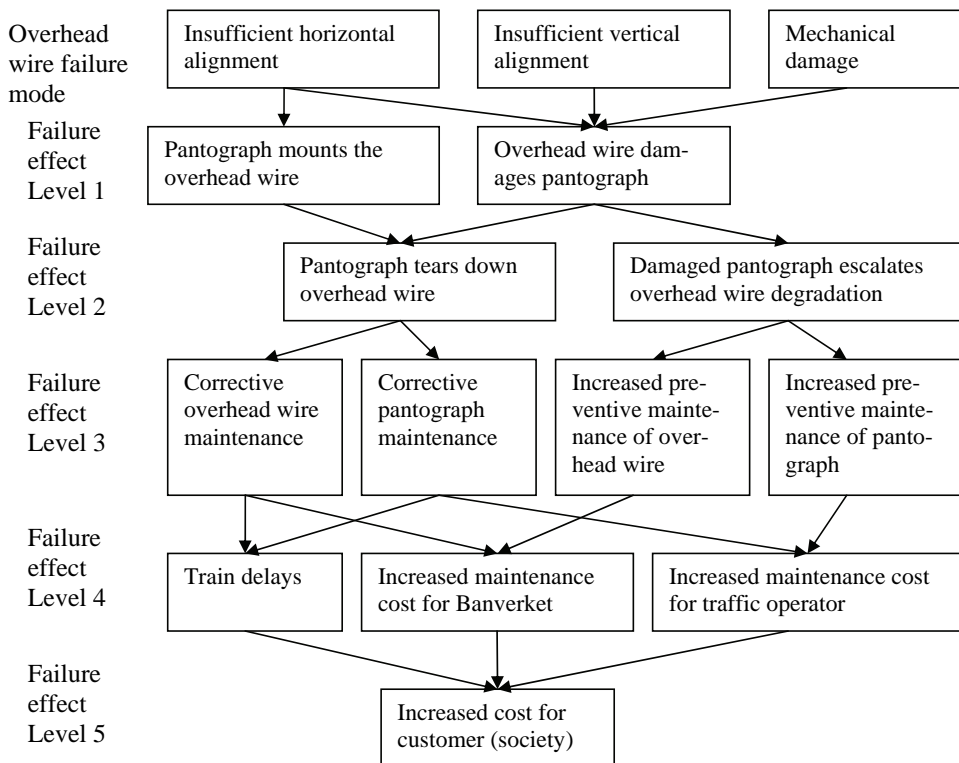 Overhead
wire failure
mode
Insufficient horizontal
alignment
Insufficient vertical
alignment
Mechanical
damage
Failure
effect
Level 1
Pantograph mounts the
overhead wire
Overhead wire dam-
ages pantograph
Failure
effect
Level 2
Pantograph tears down
overhead wire
Damaged pantograph escalates
overhead wire degradation
Failure
effect
Level 3
Corrective
overhead wire
maintenance
Corrective
pantograph
maintenance
Increased pre-
ventive mainte-
nance of over-
head wire
Increased pre-
ventive mainte-
nance of panto-
graph
Failure
effect
Level 4
Train delays
Increased maintenance
cost for Banverket
Increased maintenance cost
for traffic operator
Failure
effect
Level 5
Increased cost for
customer (society)